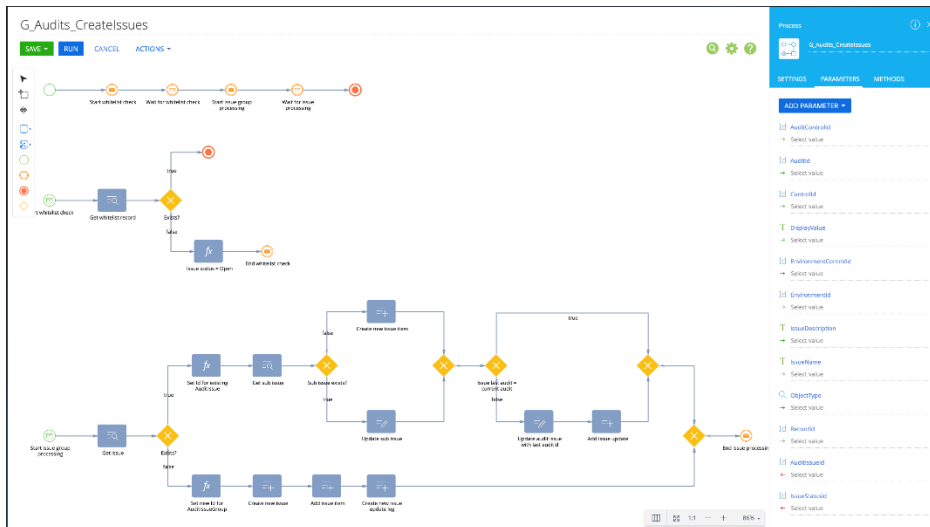 G_Audits_CreateIssues
SAVE
RUN
CANCEL
ACTIONS
Start whitelist check
Wait for whitelist check
Start issue group
processing
Wait for issue
processing
true
rt whitelist check
Get whitelist record
Exists?
false
Issue status = Open
End whitelist check
false
Create new issue item
true
true
Set Id for existing
AuditIssue
Get sub issue
Sub issue exists?
true
Update sub issue
Issue last audit =
current audit
false
Update audit issue
with last audit id
Add issue update
Start issue group
processing
Get issue
Exists?
false
End issue processin
Set new Id for
AuditIssueGroup
Create new issue
Add issue item
Create new issue
update log
1:1
86%
Process
G_Audits_CreateIssues
SETTINGS
PARAMETERS
METHODS
ADD PARAMETER
AuditControlId
Select value
AuditId
Select value
ControlId
Select value
DisplayValue
Select value
EnvironmentControlId
Select value
EnvironmentId
Select value
IssueDescription
Select value
IssueName
Select value
ObjectType
Select value
RecordId
Select value
AuditIssueId
Select value
IssueStatusId
Select value